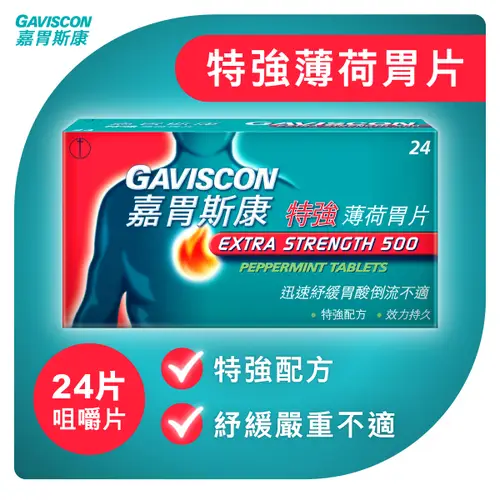 GAVISCON
嘉胃斯康
特強薄荷胃片
24
GAVISCON
嘉胃斯康 特強 薄荷胃片
EXTRA STRENGTH 500
PEPPERMINT TABLETS
迅速紓緩胃酸倒流不適
• 特強配方 • 效力持久
24片
咀嚼片
特強配方
紓緩嚴重不適